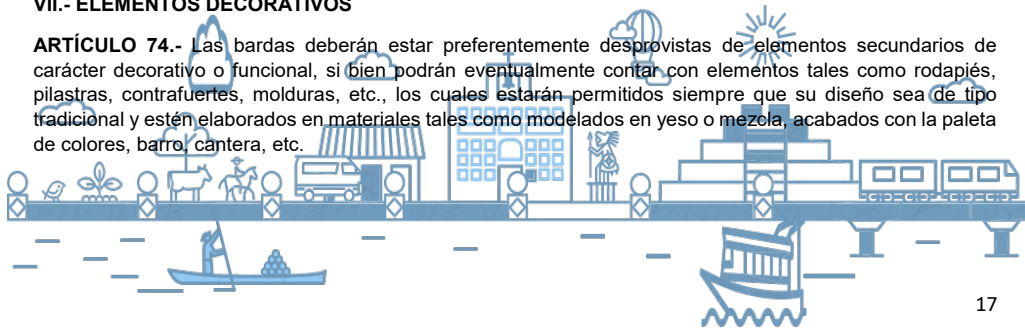 VII.- ELEMENTOS DECORATIVOS
ARTÍCULO 74.- Las bardas deberán estar preferentemente desprovistas de elementos secundarios de
carácter decorativo o funcional, si bien podrán eventualmente contar con elementos tales como rodapiés,
pilastras, contrafuertes, molduras, etc., los cuales estarán permitidos siempre que su diseño sea de tipo
tradicional y estén elaborados en materiales tales como modelados en yeso o mezcla, acabados con la paleta
de colores, barro, cantera, etc.
17